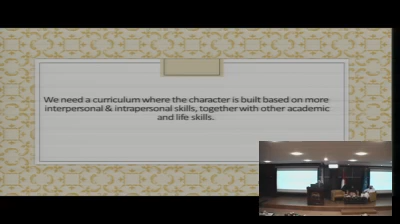 We need a curriculum where the character is built based on more
interpersonal & intrapersonal skills, together with other academic
and life skills.